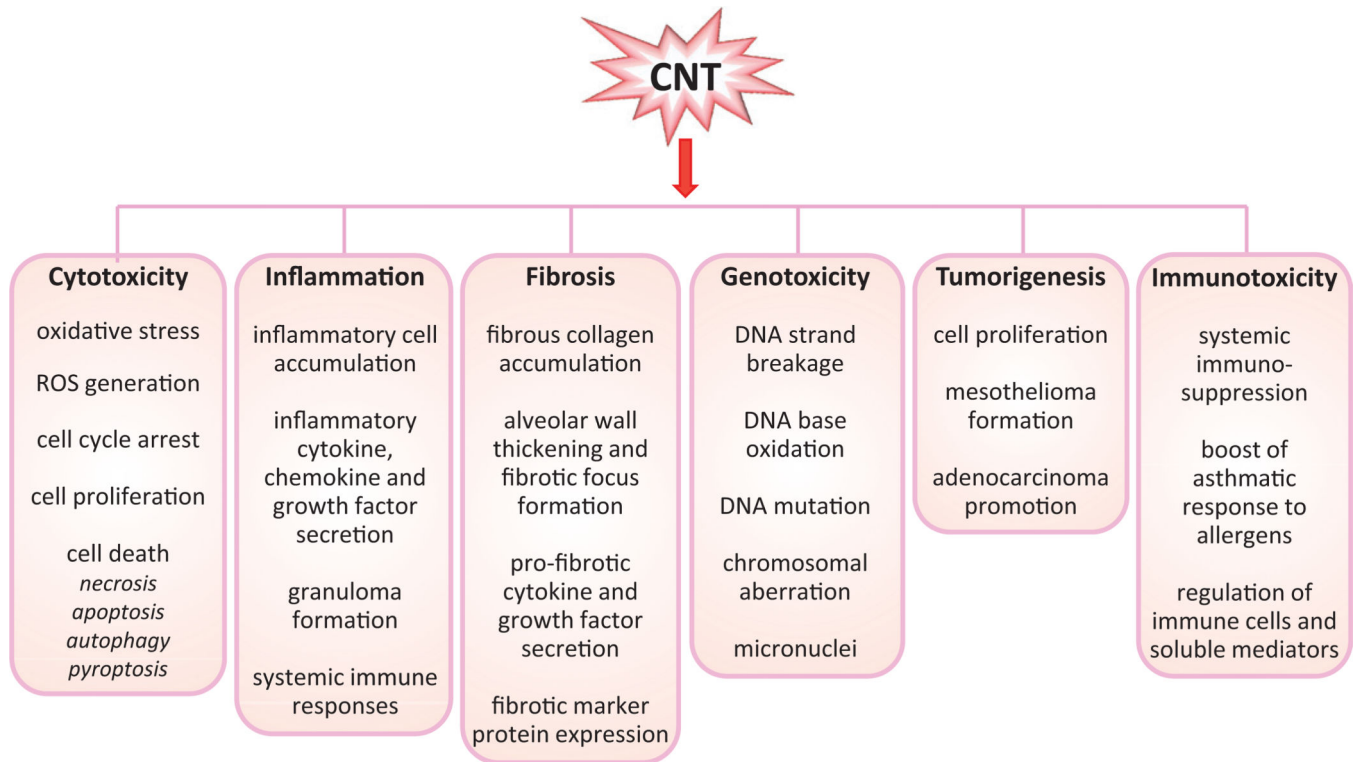 CNT
Cytotoxicity
oxidative stress
ROS generation
cell cycle arrest
cell proliferation
cell death
necrosis
apoptosis
autophagy
pyroptosis
Inflammation
inflammatory cell
accumulation
inflammatory
cytokine,
chemokine and
growth factor
secretion
granuloma
formation
systemic immune
responses
Fibrosis
fibrous collagen
accumulation
alveolar wall
thickening and
fibrotic focus
formation
pro-fibrotic
cytokine and
growth factor
secretion
fibrotic marker
protein expression
Genotoxicity
DNA strand
breakage
DNA base
oxidation
DNA mutation
chromosomal
aberration
micronuclei
Tumorigenesis
cell proliferation
mesothelioma
formation
adenocarcinoma
promotion
Immunotoxicity
systemic
immuno-
suppression
boost of
asthmatic
response to
allergens
regulation of
immune cells and
soluble mediators